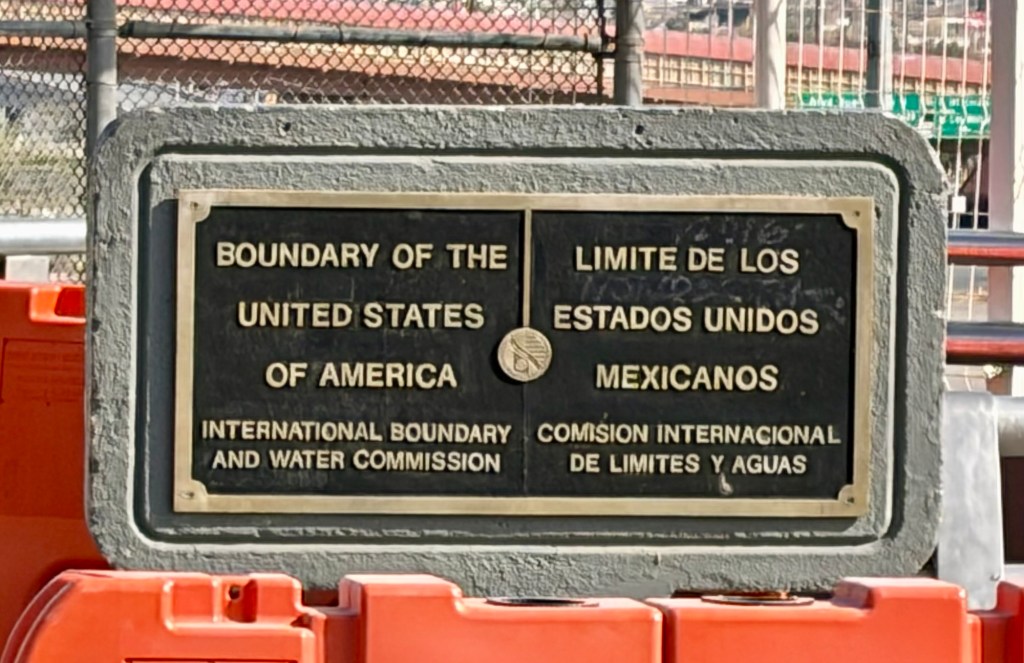 BOUNDARY OF THE
UNITED STATES
OF AMERICA
INTERNATIONAL BOUNDARY
AND WATER COMMISSION
LIMITE DE LOS
ESTADOS UNIDOS
MEXICANOS
COMISION INTERNACIONAL
DE LIMITES Y AGUAS